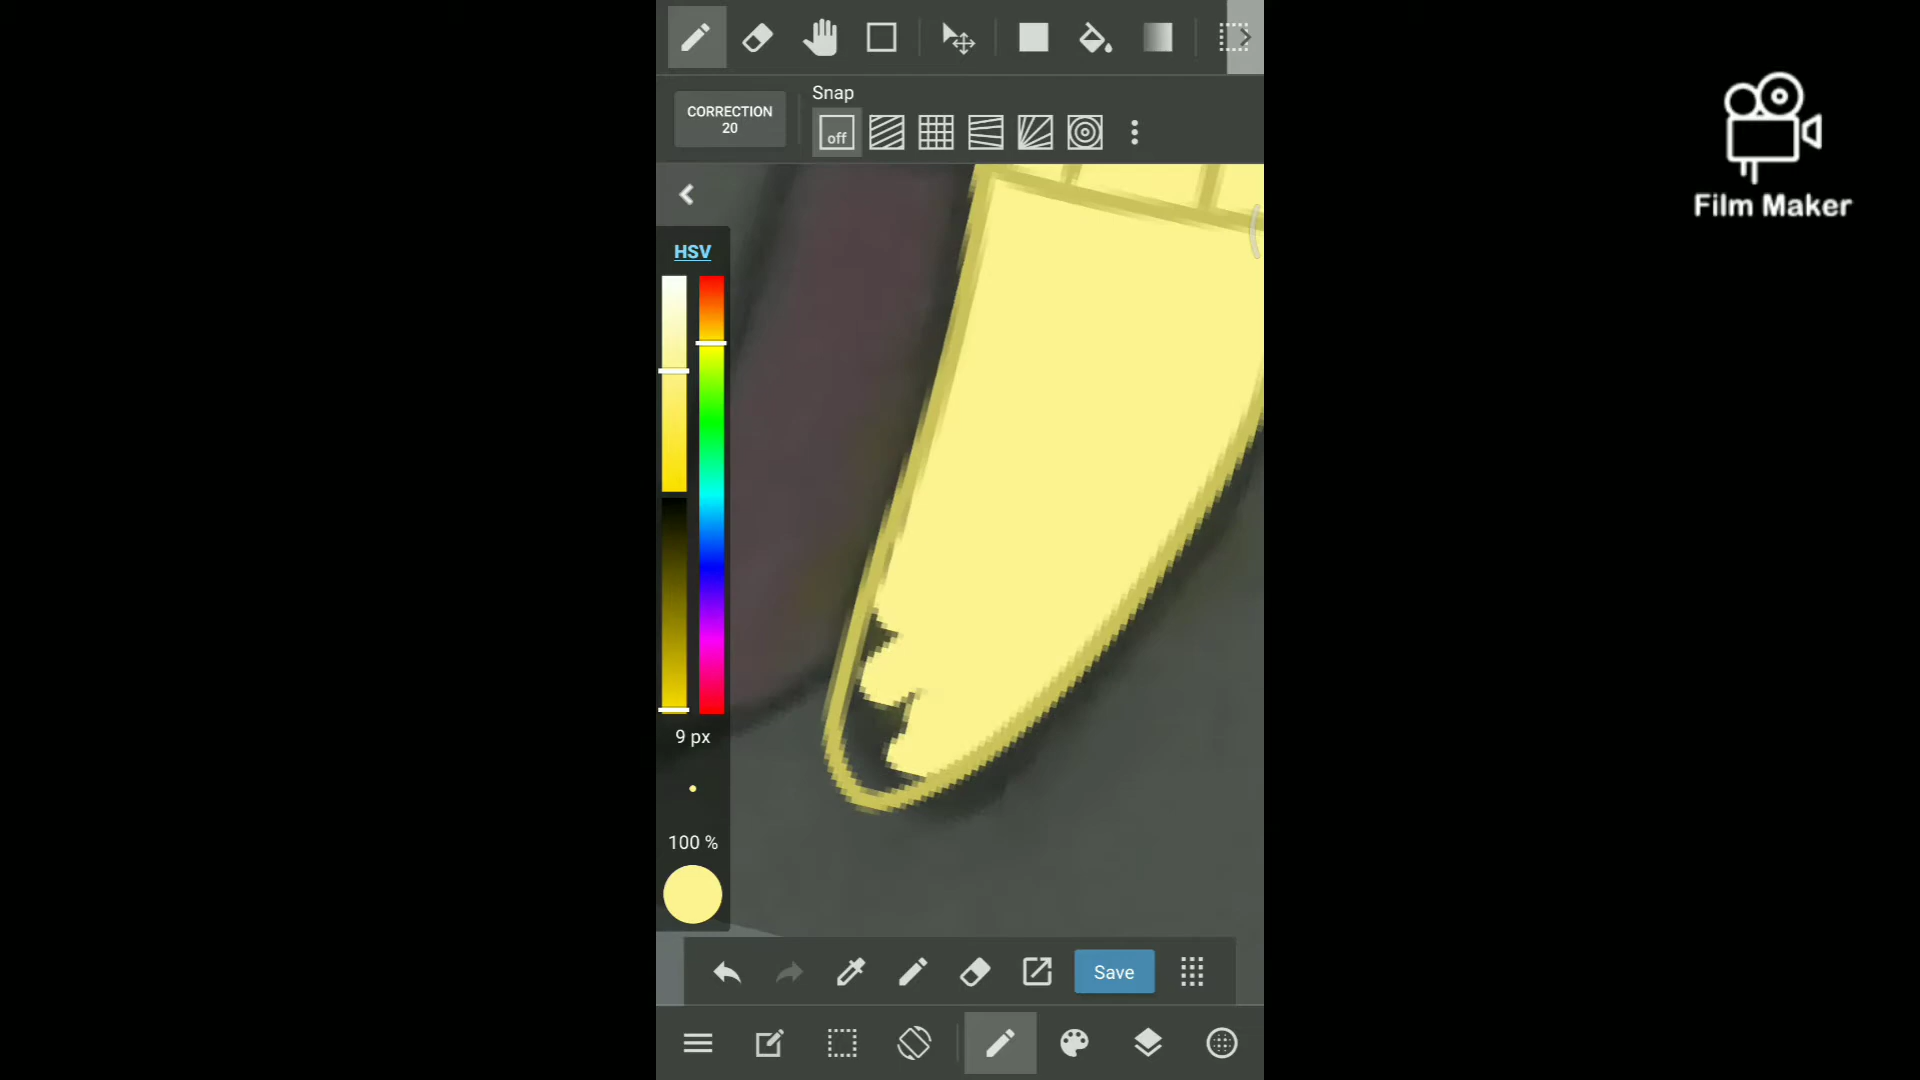 CORRECTION
20
Snap
off
HSV
9 px
100 %
Save
Film Maker